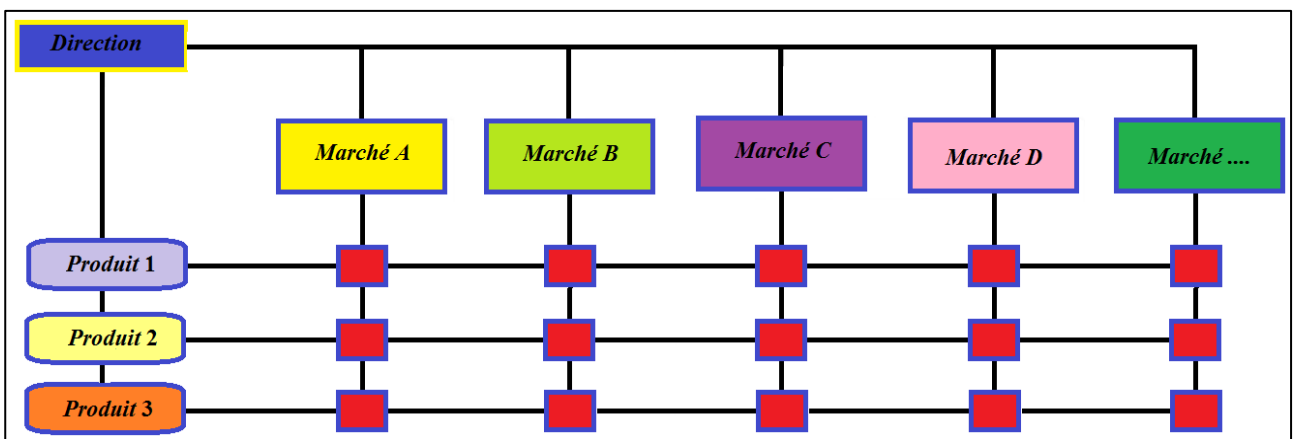 Direction
Marché A
Marché B
Marché C
Marché D
Marché ....
Produit 1
Produit 2
Produit 3